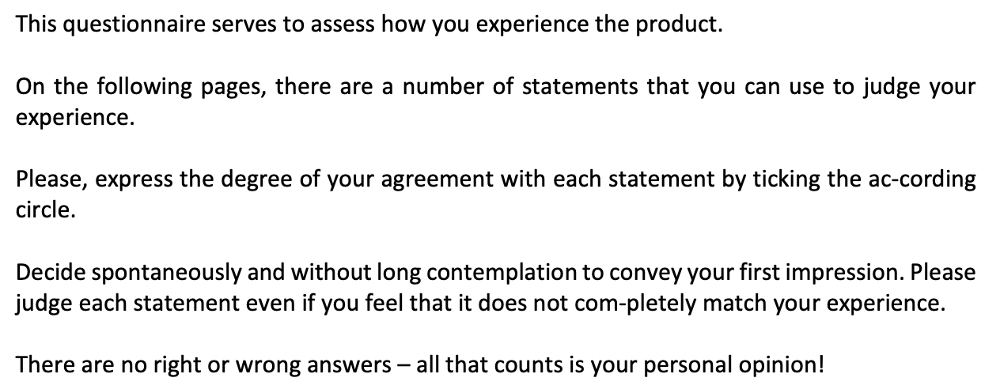 This questionnaire serves to assess how you experience the product.
On the following pages, there are a number of statements that you can use to judge your
experience.
Please, express the degree of your agreement with each statement by ticking the ac-cording
circle.
Decide spontaneously and without long contemplation to convey your first impression. Please
judge each statement even if you feel that it does not com-pletely match your experience.
There are no right or wrong answers – all that counts is your personal opinion!